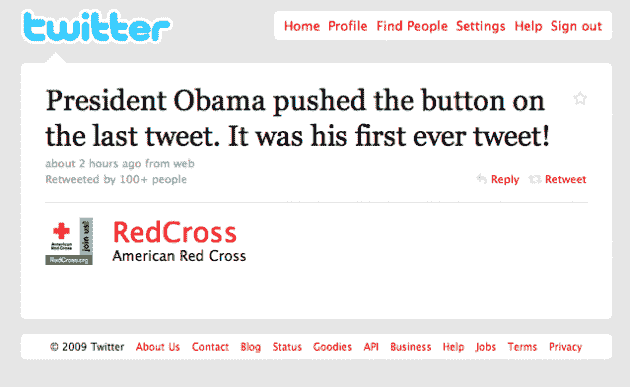 twitter
Home Profile Find People Settings Help Sign out
President Obama pushed the button on
the last tweet. It was his first ever tweet!
about 2 hours ago from web
Retweeted by 100+ people
Reply Retweet
American
Red Cross
join us!
RedCross.org
RedCross
American Red Cross
© 2009 Twitter About Us Contact Blog Status Goodies API Business Help Jobs Terms Privacy